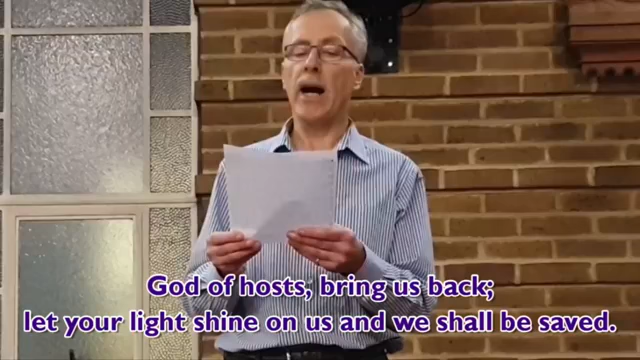 God of hosts, bring us back;
let your light shine on us and we shall be saved.